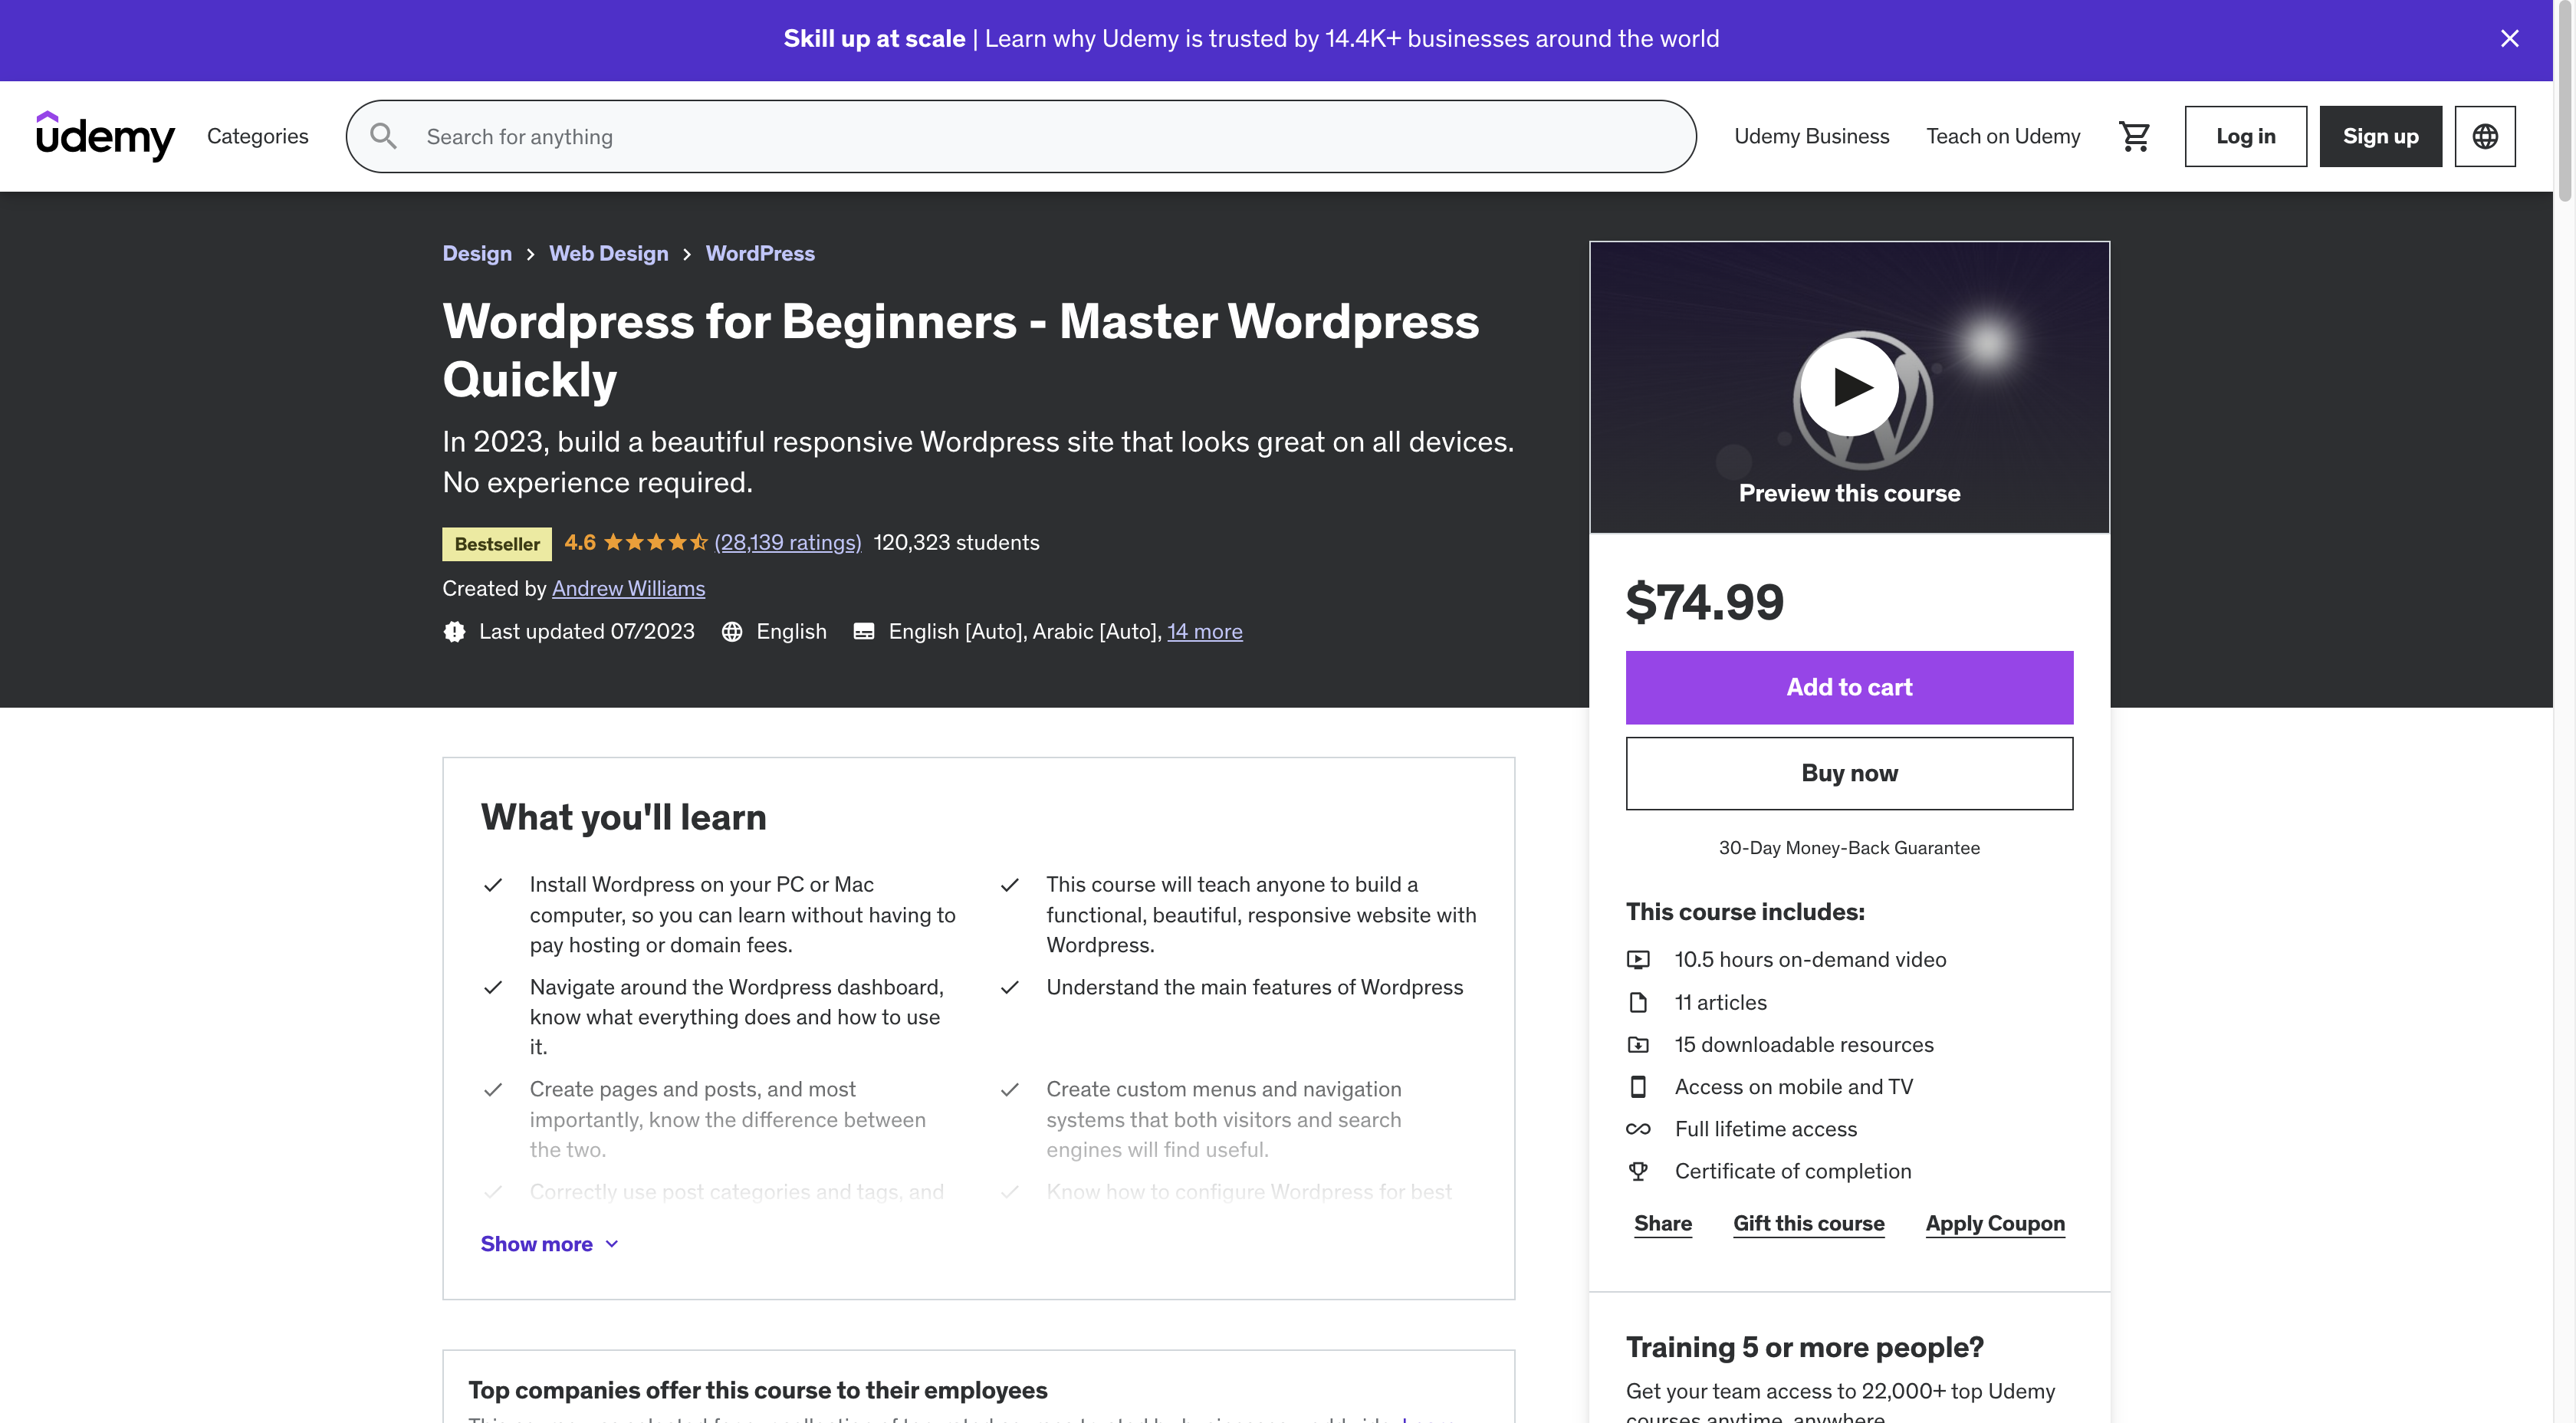 Skill up at scale | Learn why Udemy is trusted by 14.4K+ businesses around the world
udemy
Categories
Search for anything
Udemy Business
Teach on Udemy
Log in
Sign up
Design
Web Design
WordPress
Wordpress for Beginners - Master Wordpress
Quickly
In 2023, build a beautiful responsive Wordpress site that looks great on all devices.
No experience required.
Bestseller 4.6 (28,139 ratings) 120,323 students
Created by Andrew Williams
Last updated 07/2023 English English [Auto], Arabic [Auto], 14 more
Preview this course
$74.99
Add to cart
Buy now
30-Day Money-Back Guarantee
This course includes:
10.5 hours on-demand video
11 articles
15 downloadable resources
Access on mobile and TV
Full lifetime access
Certificate of completion
Share
Gift this course
Apply Coupon
Training 5 or more people?
Get your team access to 22,000+ top Udemy
courses anytime, anywhere
What you'll learn
Install Wordpress on your PC or Mac
computer, so you can learn without having to
pay hosting or domain fees.
This course will teach anyone to build a
functional, beautiful, responsive website with
Wordpress.
Navigate around the Wordpress dashboard,
know what everything does and how to use
it.
Understand the main features of Wordpress
Create pages and posts, and most
importantly, know the difference between
the two.
Create custom menus and navigation
systems that both visitors and search
engines will find useful.
Correctly use post categories and tags, and
Know how to configure Wordpress for best
Show more
Top companies offer this course to their employees